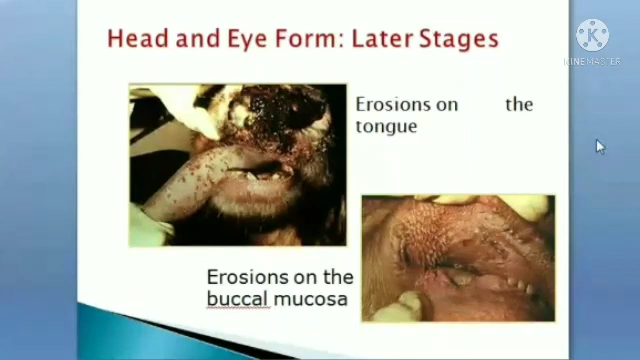 Head and Eye Form: Later Stages
KINEMASTER
Erosions on the
tongue
Erosions on the
buccal mucosa